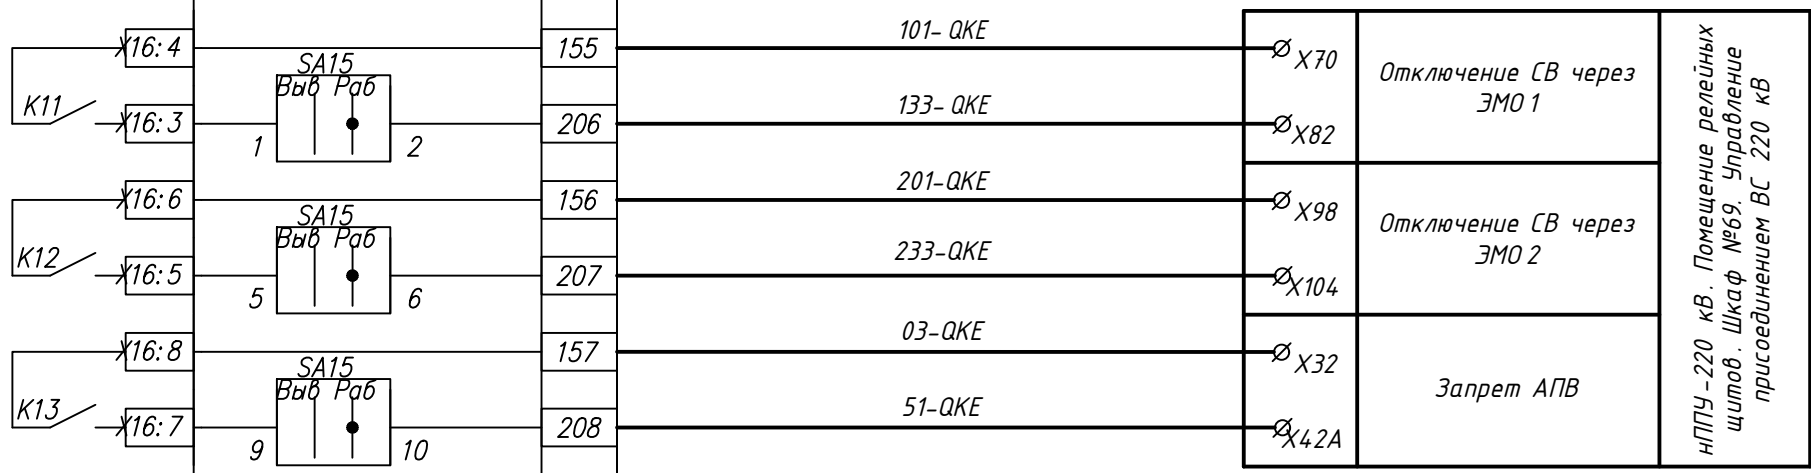 X16:4
155
101-QKE
X70
SA15
Выв Раб
K11
X16:3
1
2
206
133-QKE
X82
Отключение СВ через
ЭМО 1
X16:6
156
201-QKE
X98
SA15
Выв Раб
K12
X16:5
5
6
207
233-QKE
X104
Отключение СВ через
ЭМО 2
X16:8
157
03-QKE
X32
SA15
Выв Раб
K13
X16:7
9
10
208
51-QKE
X42A
Запрет АПВ
нППУ-220 кВ. Помещение релейных
щитов. Шкаф №69. Управление
присоединением ВС 220 кВ